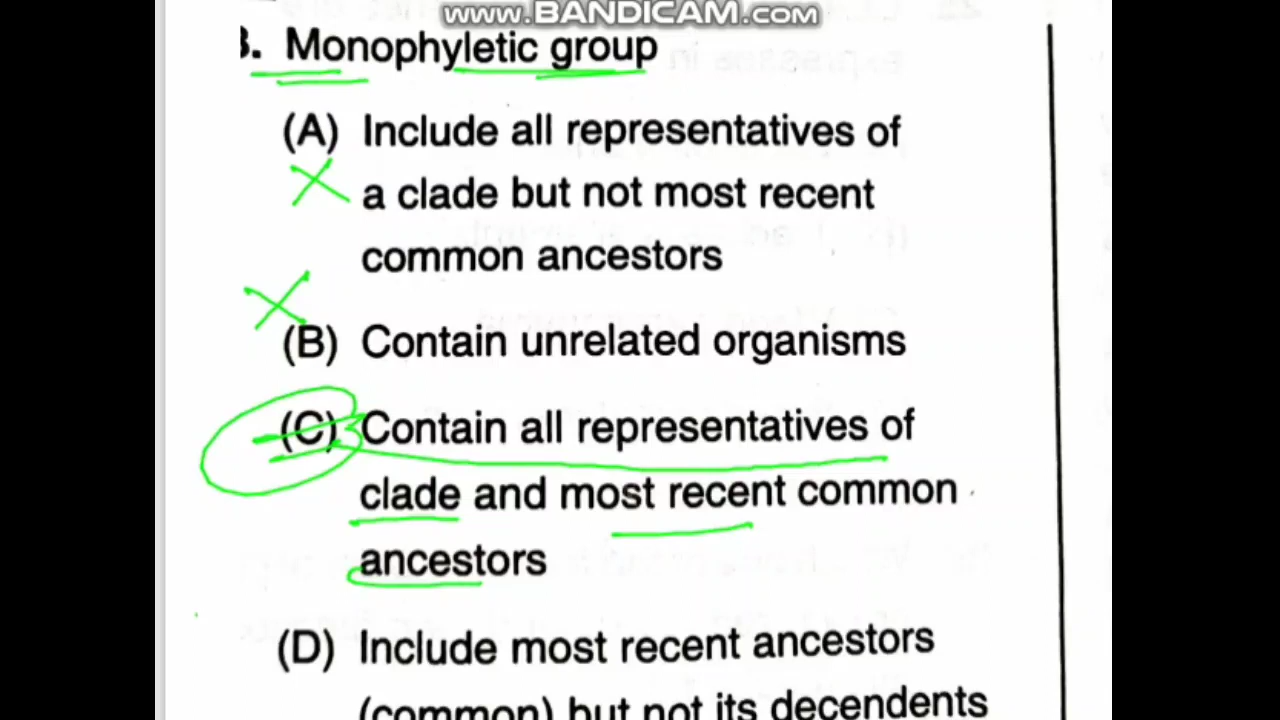 www.BANDICAM.com
3. Monophyletic group
(A) Include all representatives of
a clade but not most recent
common ancestors
(B) Contain unrelated organisms
(C) Contain all representatives of
clade and most recent common
ancestors
(D) Include most recent ancestors
(common) but not its decendents